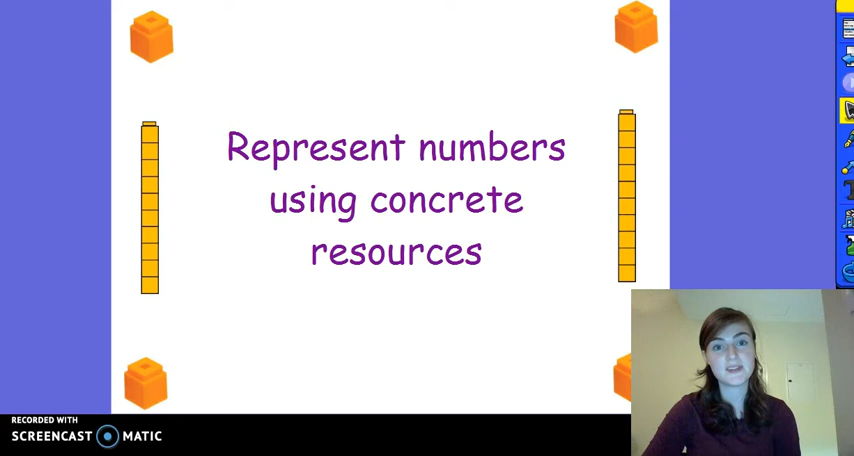 Represent numbers
using concrete
resources
RECORDED WITH
SCREENCAST MATIC